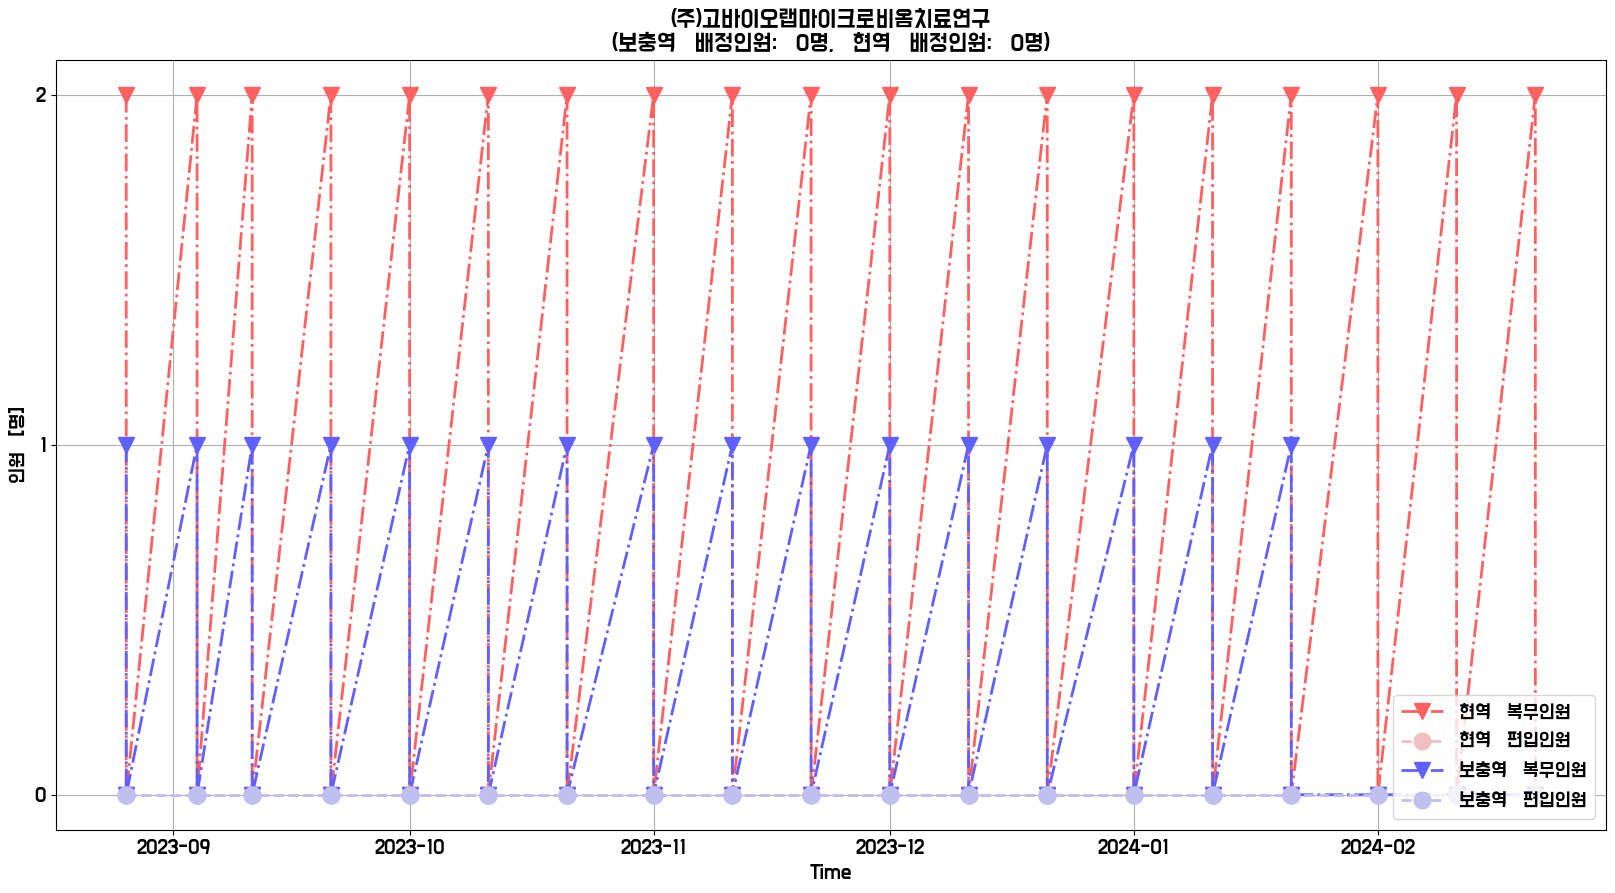 (주)고바이오랩마이크로비옴치료연구
(보충역 배정인원: 0명, 현역 배정인원: 0명)
인원 [명]
2
1
0
현역 복무인원
현역 편입인원
보충역 복무인원
보충역 편입인원
2023-09 2023-10 2023-11 2023-12 2024-01 2024-02
Time